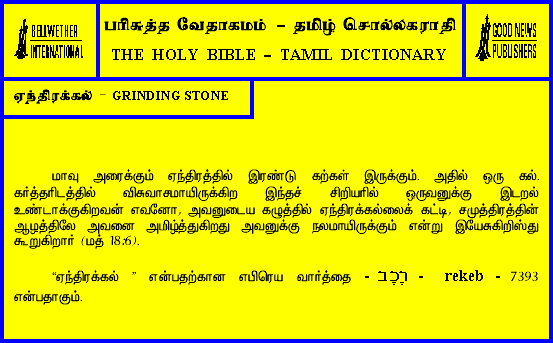 BELLWETHER
INTERNATIONAL
பரிசுத்த வேதாகமம் – தமிழ் சொல்லகராதி
THE HOLY BIBLE – TAMIL DICTIONARY
GOOD NEWS
PUBLISHERS
ஏந்திரக்கல் – GRINDING STONE
மாவு அரைக்கும் எந்திரத்தில் இரண்டு கற்கள் இருக்கும். அதில் ஒரு கல்.
கர்த்தரிடத்தில் விசுவாசமாயிருக்கிற இந்தச் சிறியரில் ஒருவனுக்கு இடறல்
உண்டாக்குகிறவன் எவனோ, அவனுடைய கழுத்தில் ஏந்திரக்கல்லைக் கட்டி, சமுத்திரத்தின்
ஆழத்திலே அவனை அமிழ்த்துகிறது அவனுக்கு நலமாயிருக்கும் என்று இயேசுகிறிஸ்து
கூறுகிறார் (மத் 18:6).
“ஏந்திரக்கல் ” என்பதற்கான எபிரெய வார்த்தை - רֶכֶב - rekeb - 7393
என்பதாகும்.